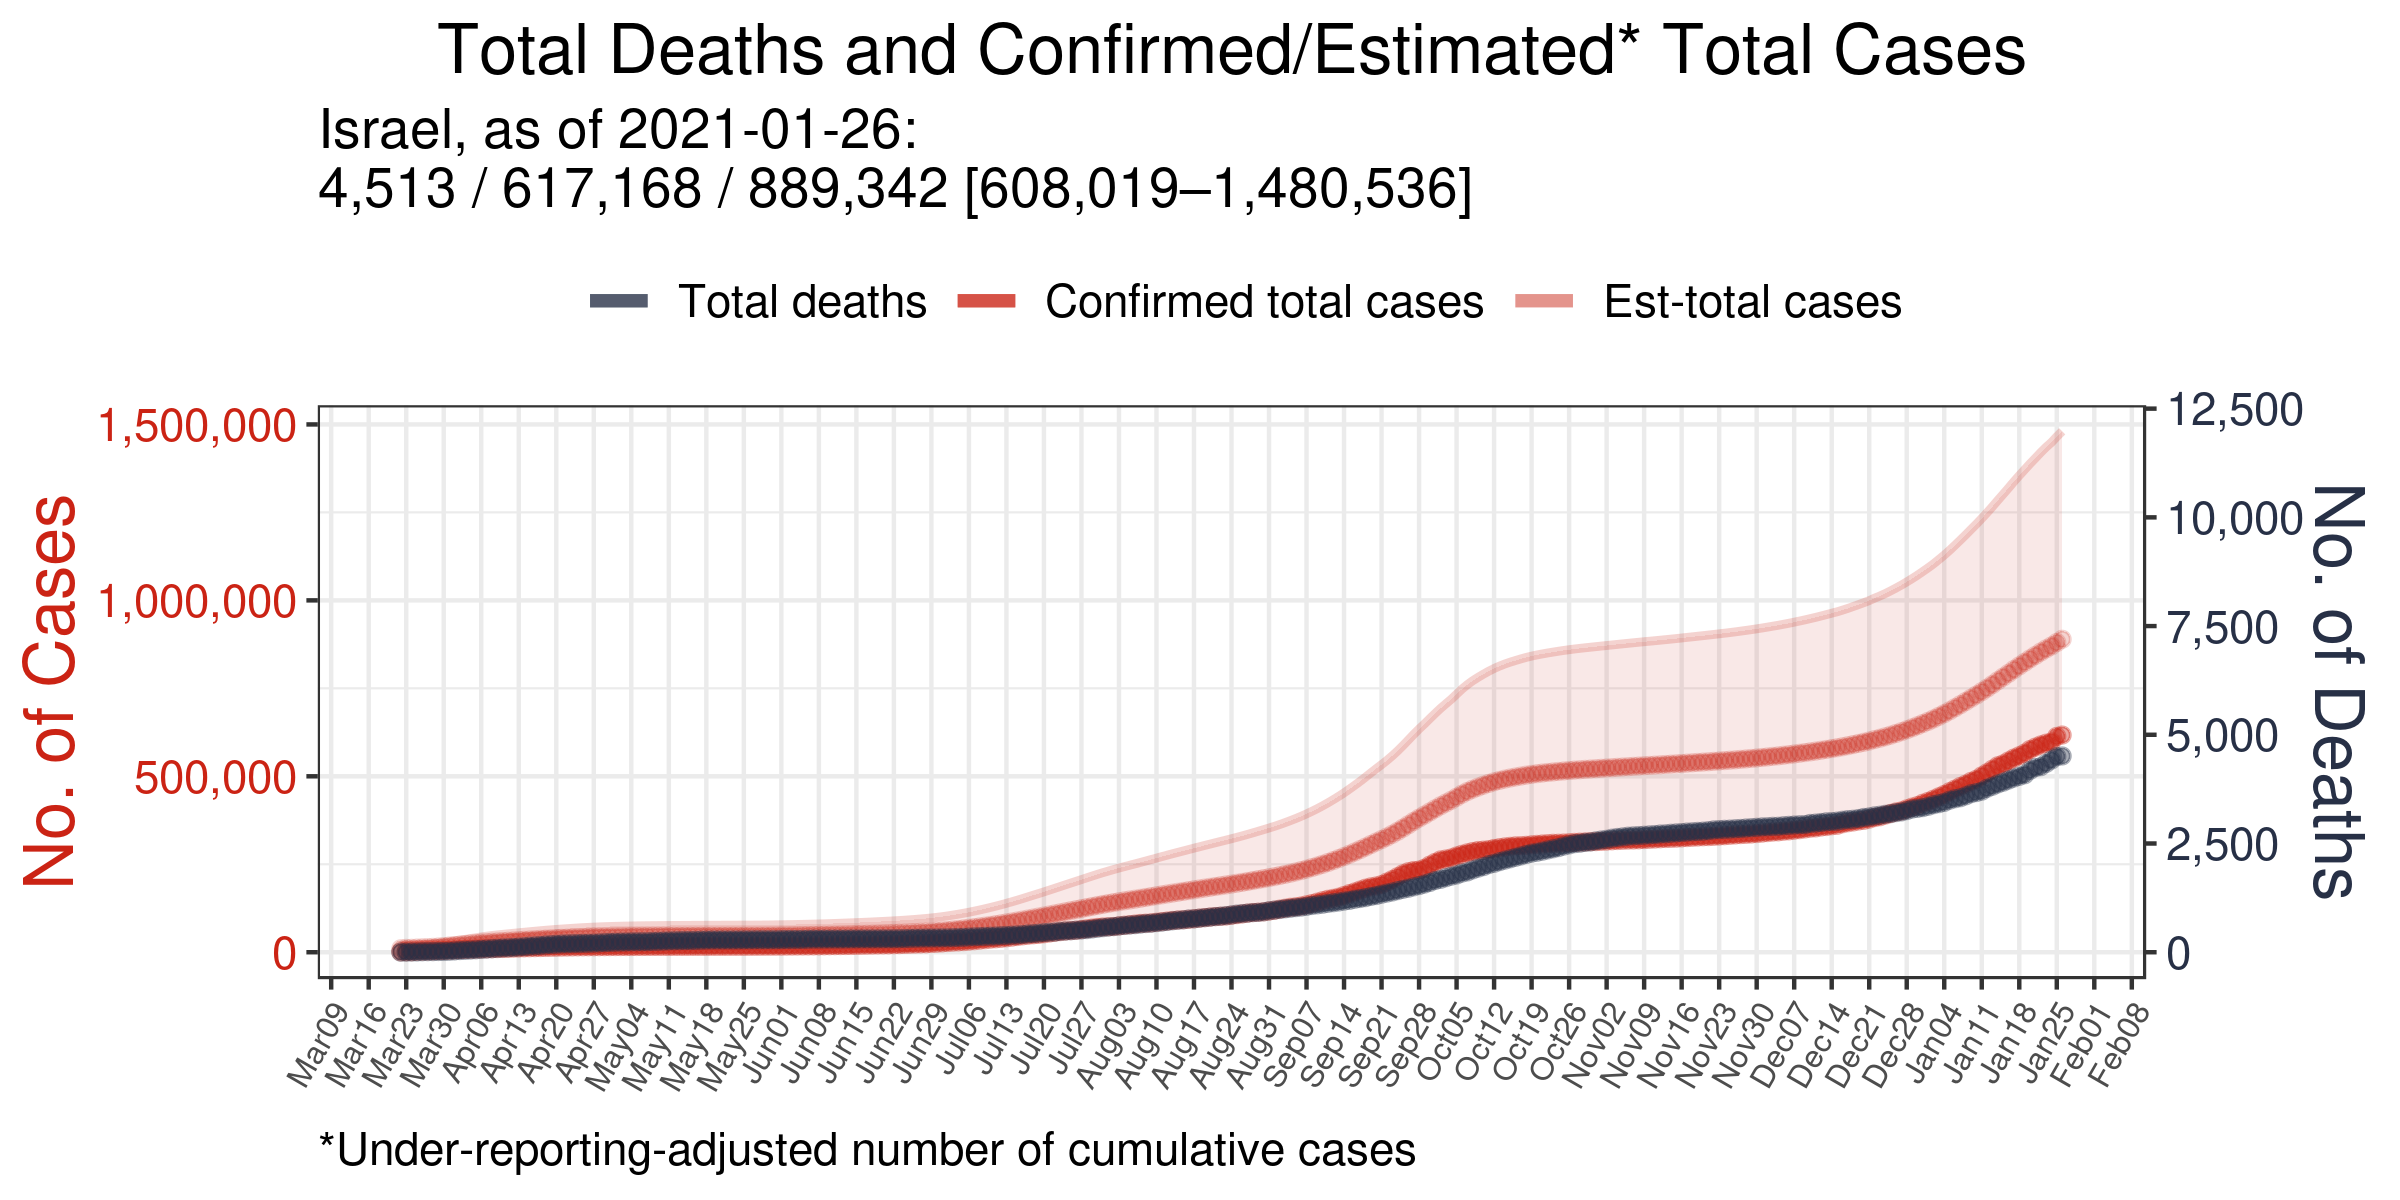 Total Deaths and Confirmed/Estimated* Total Cases
Israel, as of 2021-01-26:
4,513 / 617,168 / 889,342 [608,019–1,480,536]
Total deaths
Confirmed total cases
Est-total cases
No. of Cases
1,500,000
1,000,000
500,000
0
12,500
10,000
7,500
5,000
2,500
0
No. of Deaths
Mar09
Mar16
Mar23
Mar30
Apr06
Apr13
Apr20
Apr27
May04
May11
May18
May25
Jun01
Jun08
Jun15
Jun22
Jun29
Jul06
Jul13
Jul20
Jul27
Aug03
Aug10
Aug17
Aug24
Aug31
Sep07
Sep14
Sep21
Sep28
Oct05
Oct12
Oct19
Oct26
Nov02
Nov09
Nov16
Nov23
Nov30
Dec07
Dec14
Dec21
Dec28
Jan04
Jan11
Jan18
Jan25
Feb01
Feb08
*Under-reporting-adjusted number of cumulative cases